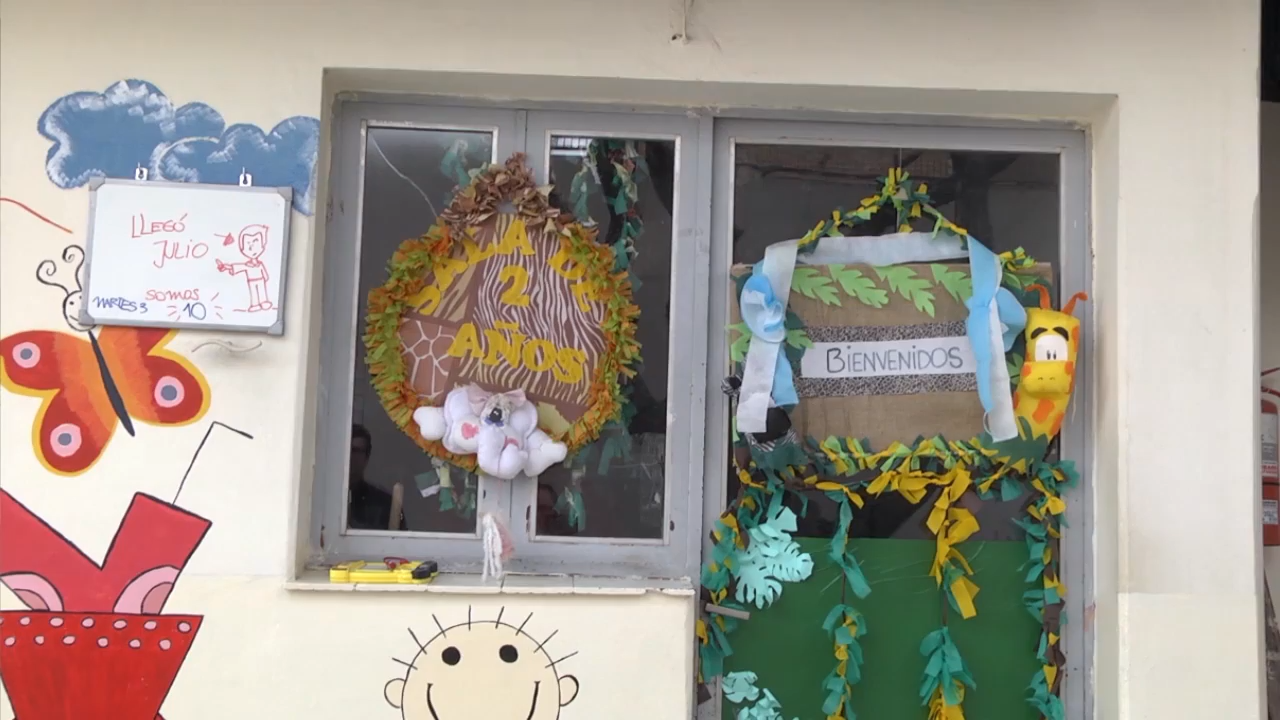 LLEGÓ
JULIO
SOMOS
MARTES 3
10
SALA DE
2
AÑOS
BIENVENIDOS